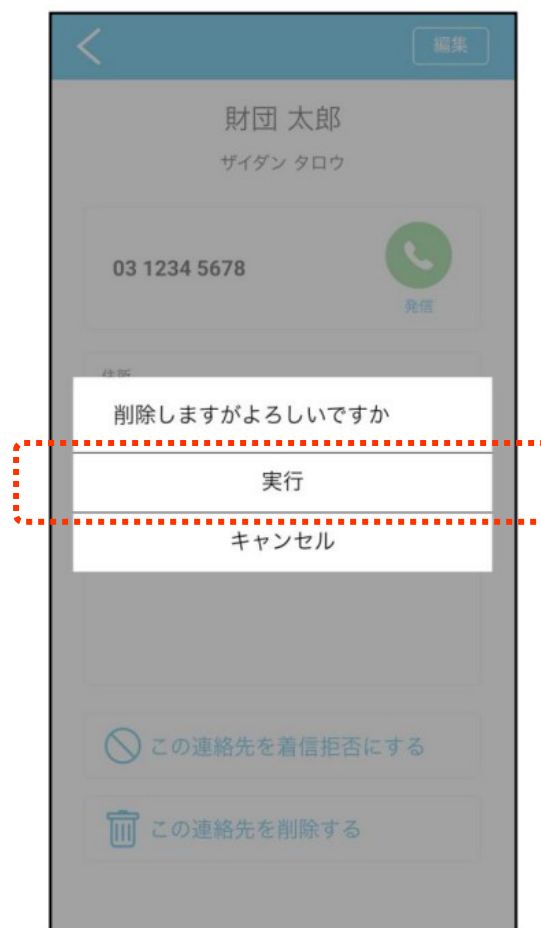 編集
財団 太郎
ザイダン タロウ
03 1234 5678
発信
住所
削除しますがよろしいですか
実行
キャンセル
この連絡先を着信拒否にする
この連絡先を削除する